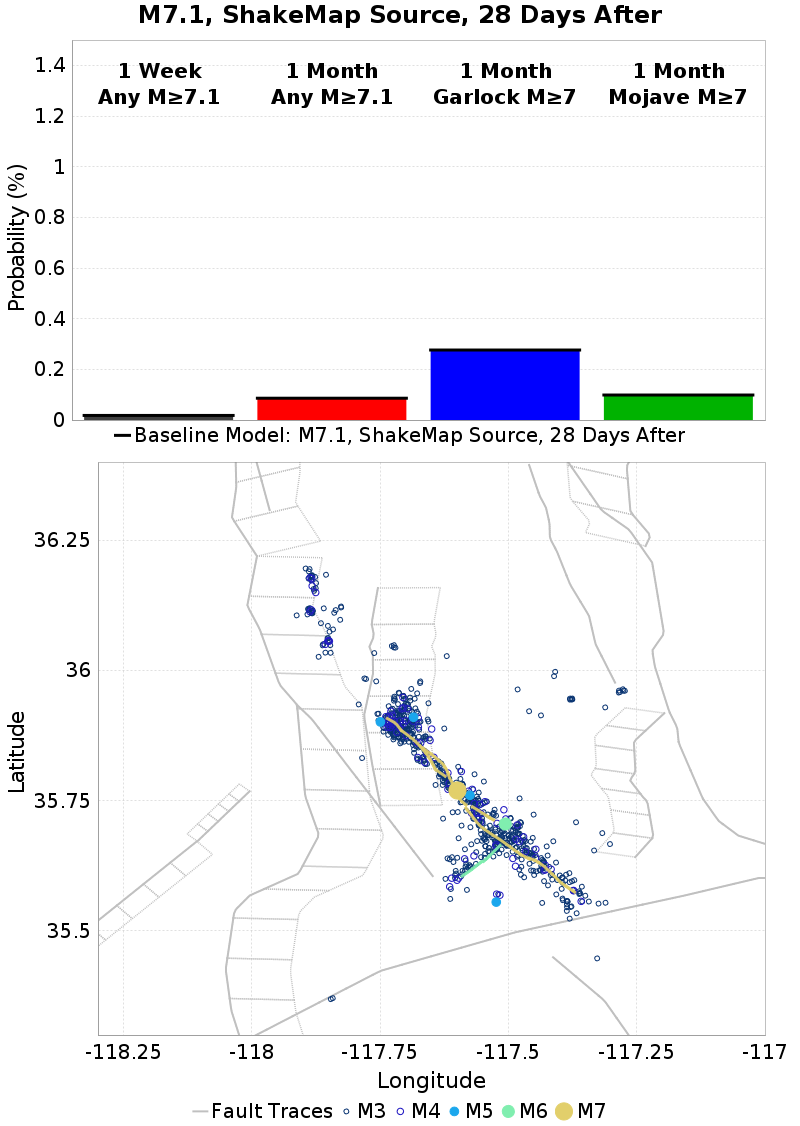 M7.1, ShakeMap Source, 28 Days After
1 Week
Any M≥7.1
1 Month
Any M≥7.1
1 Month
Garlock M≥7
1 Month
Mojave M≥7
Probability (%)
1.4
1.2
1
0.8
0.6
0.4
0.2
0
Baseline Model: M7.1, ShakeMap Source, 28 Days After
Latitude
36.25
36
35.75
35.5
-118.25 -118 -117.75 -117.5 -117.25 -117
Longitude
Fault Traces M3 M4 M5 M6 M7